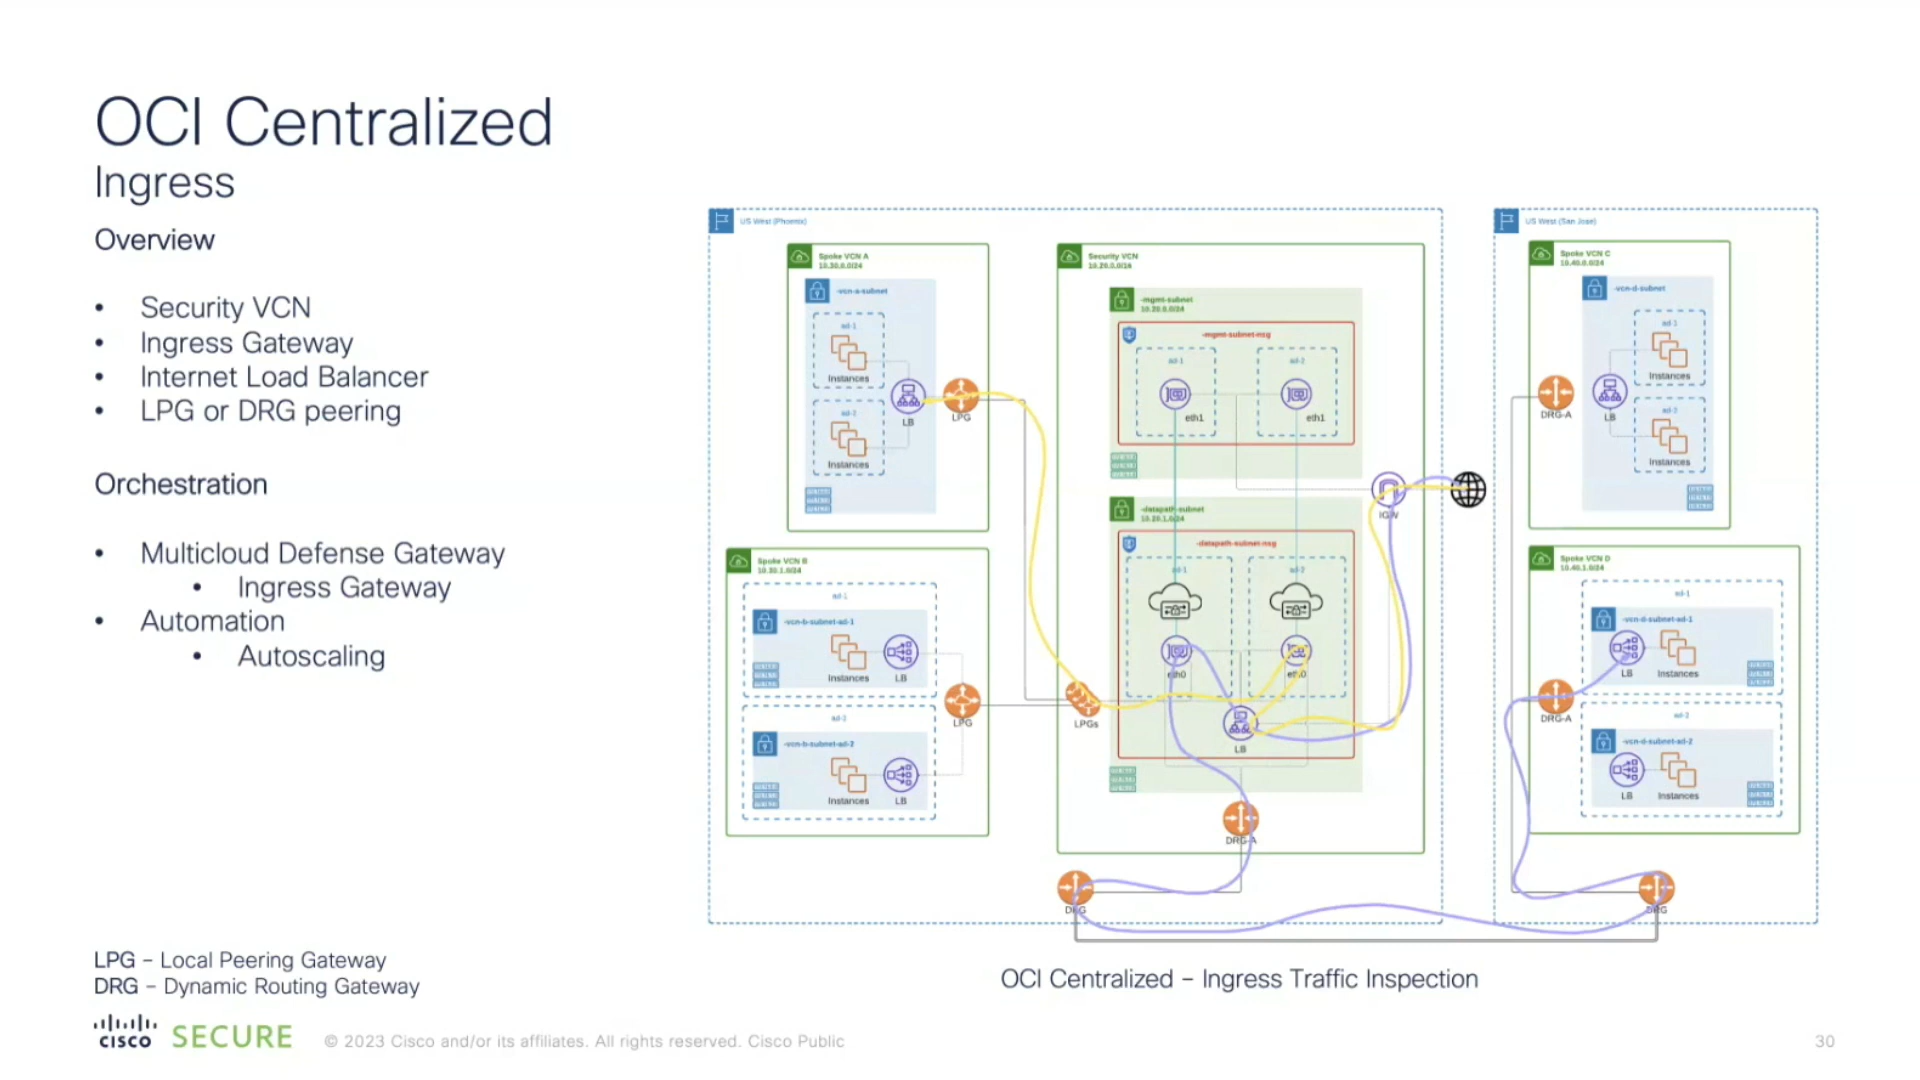 OCI Centralized
Ingress
Overview
• Security VCN
• Ingress Gateway
• Internet Load Balancer
• LPG or DRG peering
Orchestration
• Multicloud Defense Gateway
• Ingress Gateway
• Automation
• Autoscaling
LPG – Local Peering Gateway
DRG – Dynamic Routing Gateway
US West (Phoenix)
Spoke VCN A
10.30.0.0/24
-vcn-a-subnet
ad-1
Instances
ad-2
Instances
LB
LPG
Spoke VCN B
10.30.1.0/24
ad-1
-vcn-b-subnet-ad-1
Instances
LB
ad-2
-vcn-b-subnet-ad-2
Instances
LB
LPG
LPGs
Security VCN
10.20.0.0/16
-mgmt-subnet
10.20.0.0/24
-mgmt-subnet-nsg
ad-1
eth1
ad-2
eth1
-datapath-subnet
10.20.1.0/24
-datapath-subnet-nsg
ad-1
eth0
ad-2
eth0
LB
IGW
DRG-A
DRG
US West (San Jose)
Spoke VCN C
10.40.0.0/24
-vcn-d-subnet
ad-1
Instances
ad-2
Instances
LB
DRG-A
Spoke VCN D
10.40.1.0/24
ad-1
-vcn-d-subnet-ad-1
LB
Instances
ad-2
-vcn-d-subnet-ad-2
LB
Instances
DRG-A
DRG
OCI Centralized – Ingress Traffic Inspection
CISCO SECURE
© 2023 Cisco and/or its affiliates. All rights reserved. Cisco Public
30